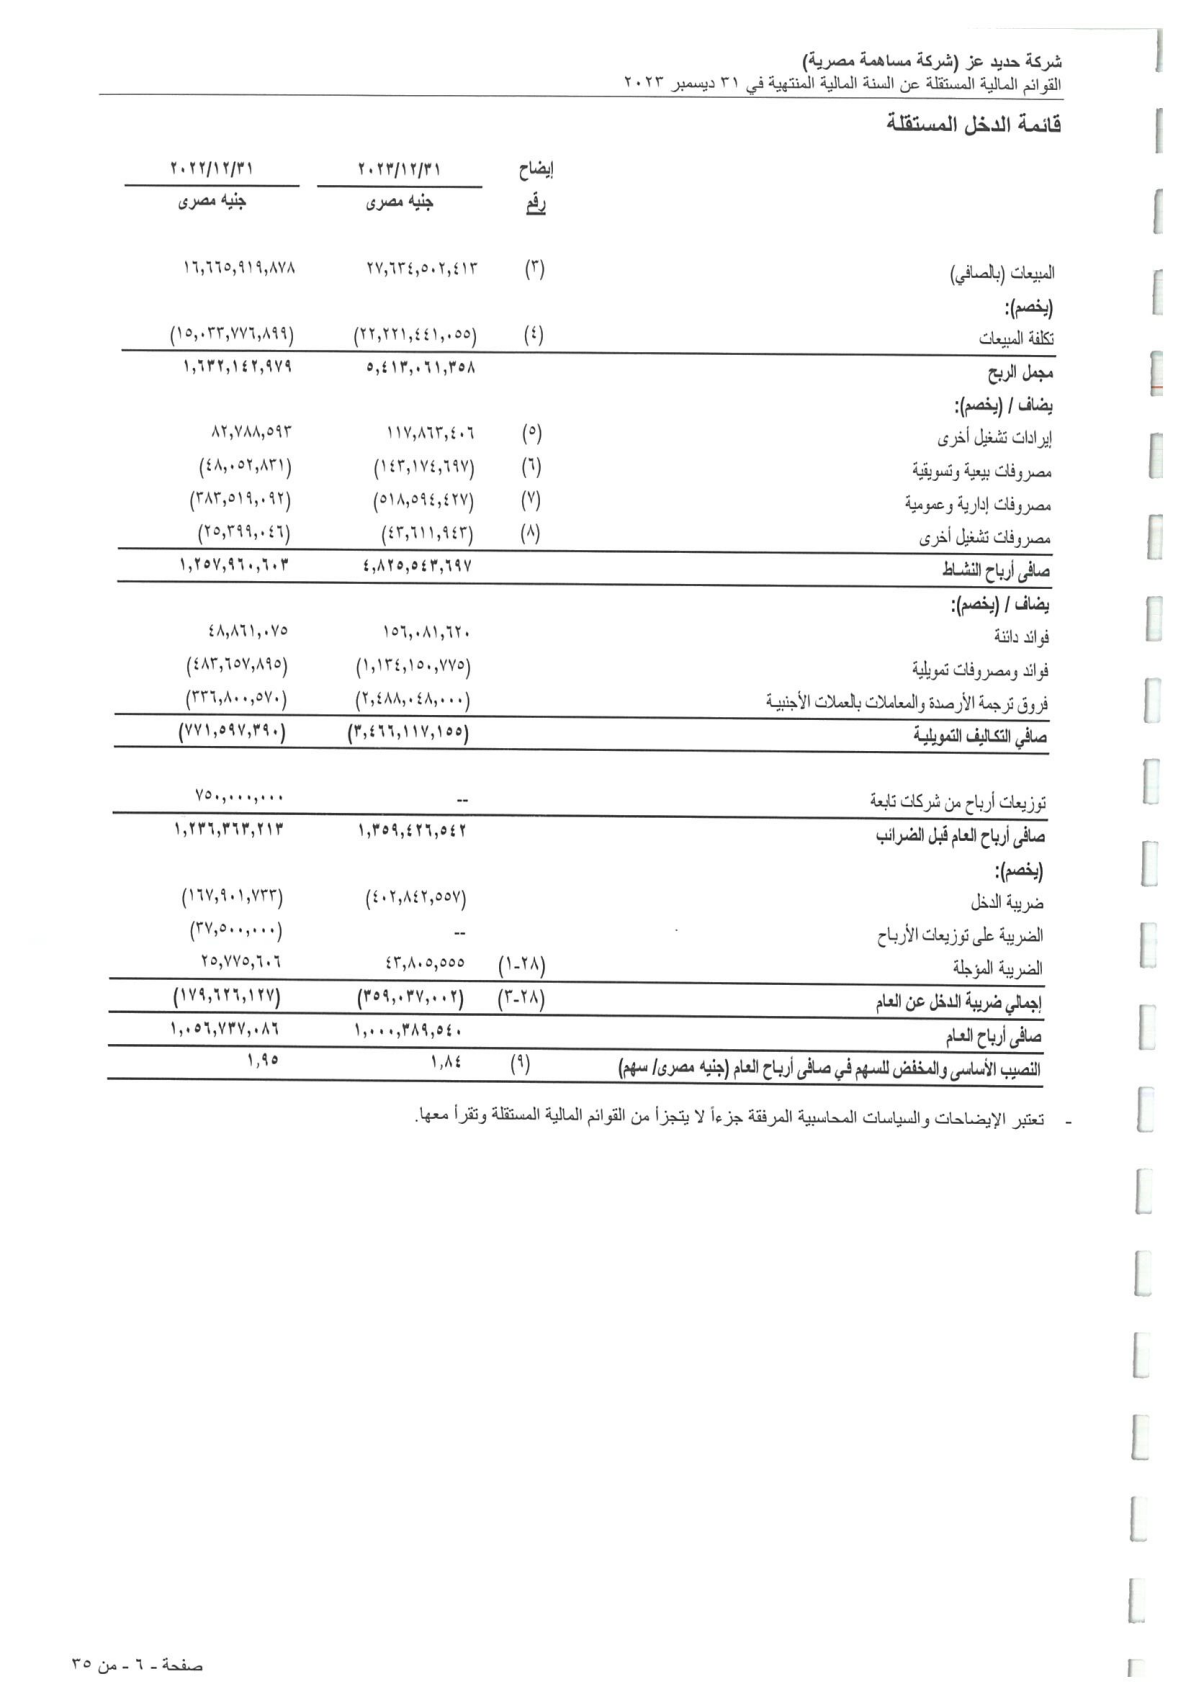 شركة حديد عز (شركة مساهمة مصرية)
القوائم المالية المستقلة عن السنة المالية المنتهية في ٣١ ديسمبر ٢٠٢٣
قائمة الدخل المستقلة
إيضاح ٢٠٢٣/١٢/٣١ ٢٠٢٢/١٢/٣١
رقم جنيه مصرى جنيه مصرى
المبيعات (بالصافي) (٣) ٢٧,٦٣٤,٥٠٢,٤١٣ ١٦,٦٦٥,٩١٩,٨٧٨
(يخصم):
تكلفة المبيعات (٤) (٢٢,٢٢١,٤٤١,٠٥٥) (١٥,٠٣٣,٧٧٦,٨٩٩)
مجمل الربح ٥,٤١٣,٠٦١,٣٥٨ ١,٦٣٢,١٤٢,٩٧٩
يضاف / (يخصم):
إيرادات تشغيل أخرى (٥) ١١٧,٨٦٣,٤٠٦ ٨٢,٧٨٨,٥٩٣
مصروفات بيعية وتسويقية (٦) (١٤٣,١٧٤,٦٩٧) (٤٨,٠٥٢,٨٣١)
مصروفات إدارية وعمومية (٧) (٥١٨,٥٩٤,٤٢٧) (٣٨٣,٥١٩,٠٩٢)
مصروفات تشغيل أخرى (٨) (٤٣,٦١١,٩٤٣) (٢٥,٣٩٩,٠٤٦)
صافى أرباح النشاط ٤,٨٢٥,٥٤٣,٦٩٧ ١,٢٥٧,٩٦٠,٦٠٣
يضاف / (يخصم):
فوائد دائنة ١٥٦,٠٨١,٦٢٠ ٤٨,٨٦١,٠٧٥
فوائد ومصروفات تمويلية (١,١٣٤,١٥٠,٧٧٥) (٤٨٣,٦٥٧,٨٩٥)
فروق ترجمة الأرصدة والمعاملات بالعملات الأجنبية (٢,٤٨٨,٠٤٨,٠٠٠) (٣٣٦,٨٠٠,٥٧٠)
صافي التكاليف التمويلية (٣,٤٦٦,١١٧,١٥٥) (٧٧١,٥٩٧,٣٩٠)
توزيعات أرباح من شركات تابعة -- ٧٥٠,٠٠٠,٠٠٠
صافى أرباح العام قبل الضرائب ١,٣٥٩,٤٢٦,٥٤٢ ١,٢٣٦,٣٦٣,٢١٣
(يخصم):
ضريبة الدخل (٤٠٢,٨٤٢,٥٥٧) (١٦٧,٩٠١,٧٣٣)
الضريبة على توزيعات الأرباح -- (٣٧,٥٠٠,٠٠٠)
الضريبة المؤجلة (٢٨-١) ٤٣,٨٠٥,٥٥٥ ٢٥,٧٧٥,٦٠٦
إجمالي ضريبة الدخل عن العام (٢٨-٣) (٣٥٩,٠٣٧,٠٠٢) (١٧٩,٦٢٦,١٢٧)
صافى أرباح العام ١,٠٠٠,٣٨٩,٥٤٠ ١,٠٥٦,٧٣٧,٠٨٦
النصيب الأساسى والمخفض للسهم في صافى أرباح العام (جنيه مصرى/ سهم) (٩) ١,٨٤ ١,٩٥
- تعتبر الإيضاحات والسياسات المحاسبية المرفقة جزءاً لا يتجزأ من القوائم المالية المستقلة وتقرأ معها.
صفحة - ٦ - من ٣٥